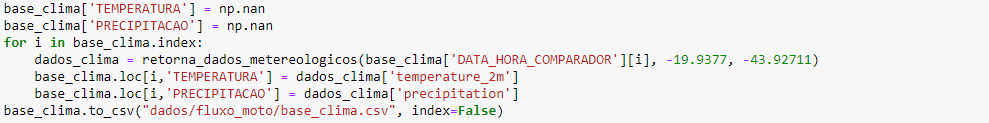 base_clima['TEMPERATURA'] = np.nan
base_clima['PRECIPITACAO'] = np.nan
for i in base_clima.index:
    dados_clima = retorna_dados_metereologicos(base_clima['DATA_HORA_COMPARADOR'][i], -19.9377, -43.92711)
    base_clima.loc[i,'TEMPERATURA'] = dados_clima['temperature_2m']
    base_clima.loc[i,'PRECIPITACAO'] = dados_clima['precipitation']
base_clima.to_csv("dados/fluxo_moto/base_clima.csv", index=False)